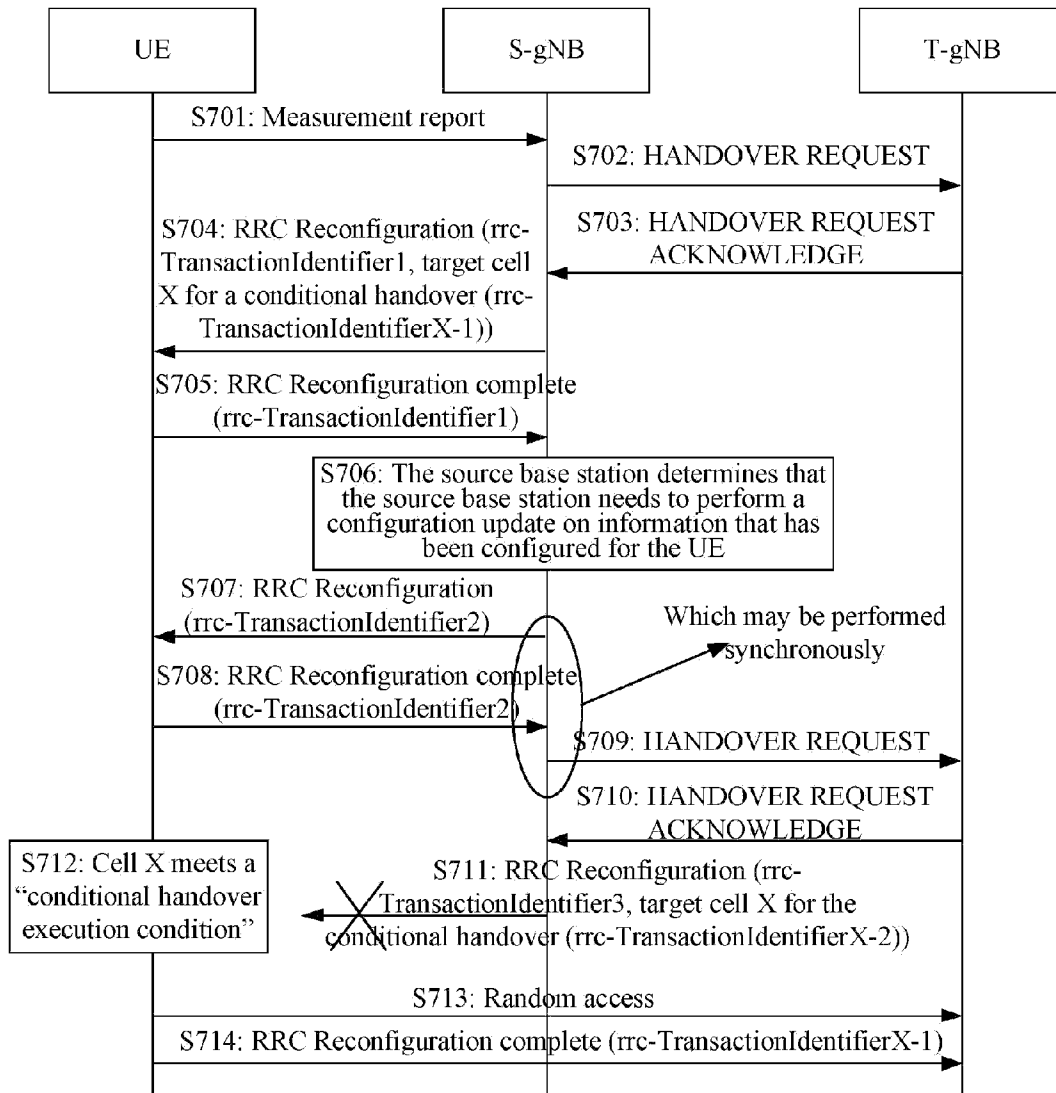 UE
S-gNB
T-gNB
S701: Measurement report
S702: HANDOVER REQUEST
S703: HANDOVER REQUEST
ACKNOWLEDGE
S704: RRC Reconfiguration (rrc-
TransactionIdentifier1, target cell
X for a conditional handover (rrc-
TransactionIdentifierX-1))
S705: RRC Reconfiguration complete
(rrc-TransactionIdentifier1)
S706: The source base station determines that
the source base station needs to perform a
configuration update on information that has
been configured for the UE
S707: RRC Reconfiguration
(rrc-TransactionIdentifier2)
Which may be performed
synchronously
S708: RRC Reconfiguration complete
(rrc-TransactionIdentifier2)
S709: HANDOVER REQUEST
S710: HANDOVER REQUEST
ACKNOWLEDGE
S712: Cell X meets a
“conditional handover
execution condition”
S711: RRC Reconfiguration (rrc-
TransactionIdentifier3, target cell X for the
conditional handover (rrc-TransactionIdentifierX-2))
S713: Random access
S714: RRC Reconfiguration complete (rrc-TransactionIdentifierX-1)